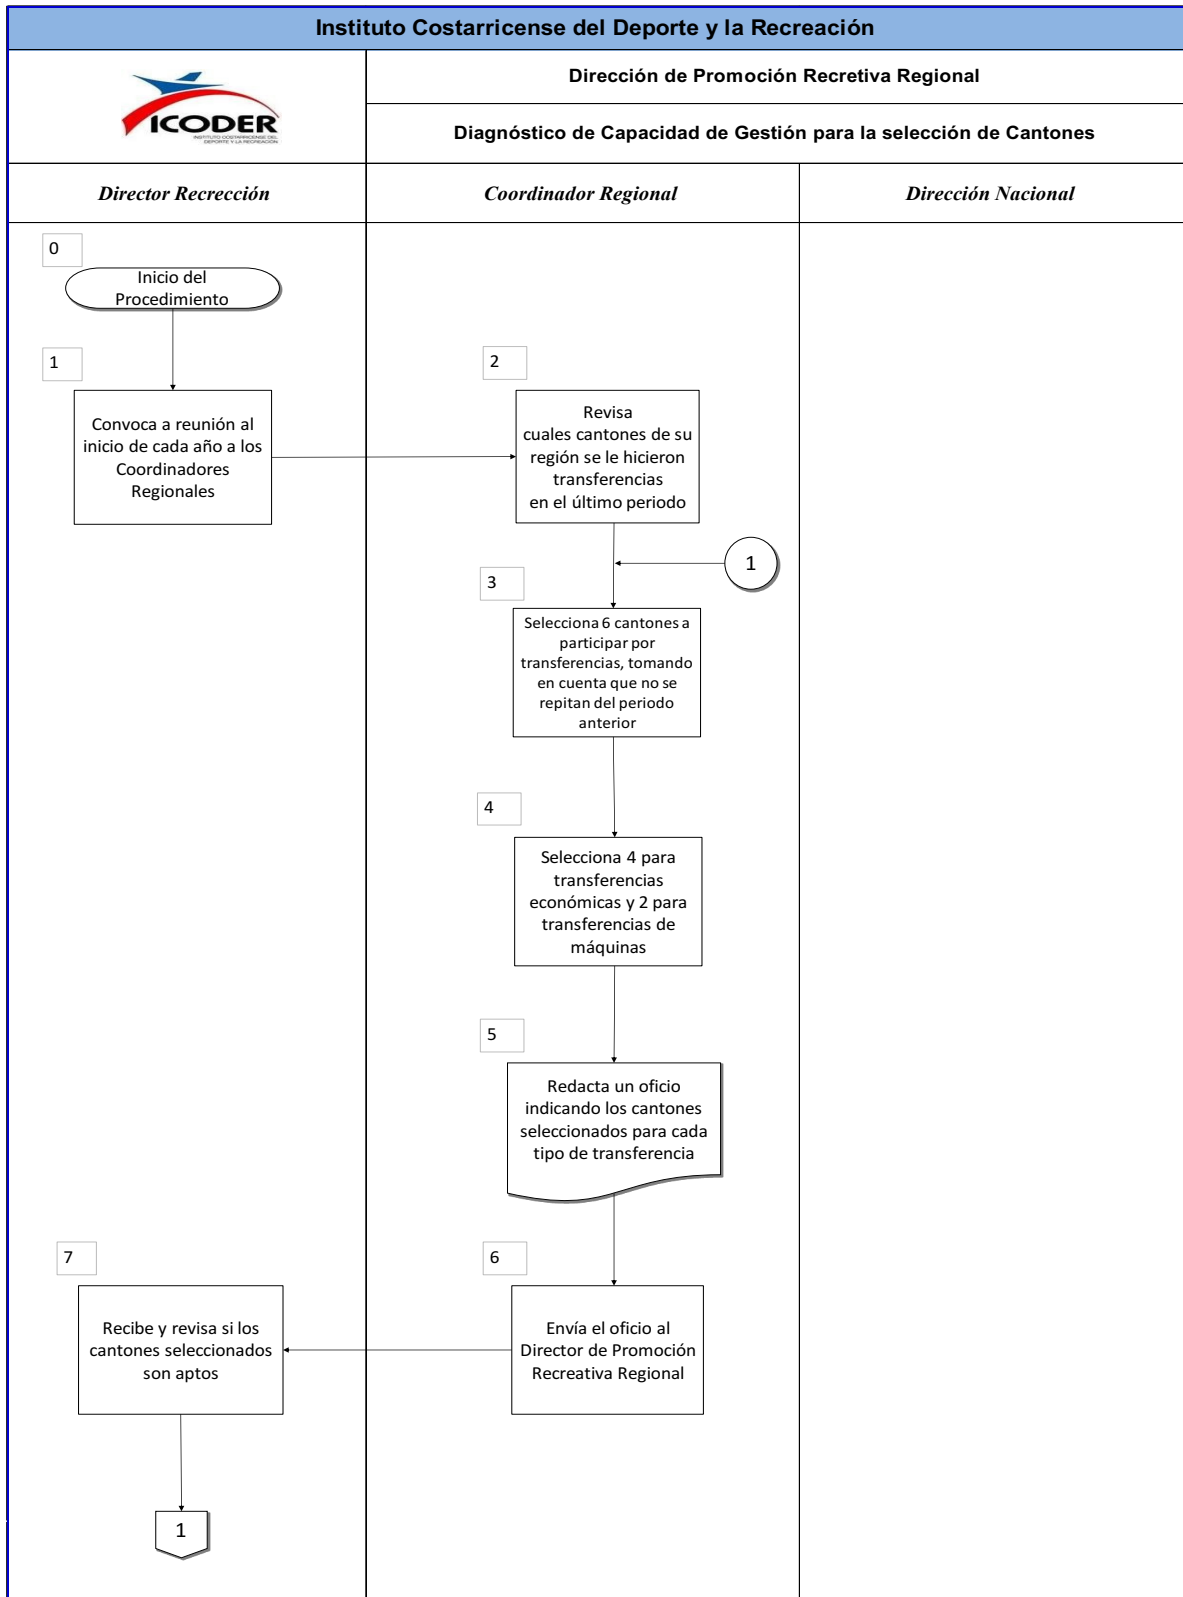 Instituto Costarricense del Deporte y la Recreación
ICODER
INSTITUTO COSTARRICENSE DEL
DEPORTE Y LA RECREACIÓN
Dirección de Promoción Recretiva Regional
Diagnóstico de Capacidad de Gestión para la selección de Cantones
Director Recrección
Coordinador Regional
Dirección Nacional
0
Inicio del
Procedimiento
1
Convoca a reunión al
inicio de cada año a los
Coordinadores
Regionales
2
Revisa
cuales cantones de su
región se le hicieron
transferencias
en el último periodo
1
3
Selecciona 6 cantones a
participar por
transferencias, tomando
en cuenta que no se
repitan del periodo
anterior
4
Selecciona 4 para
transferencias
económicas y 2 para
transferencias de
máquinas
5
Redacta un oficio
indicando los cantones
seleccionados para cada
tipo de transferencia
6
Envía el oficio al
Director de Promoción
Recreativa Regional
7
Recibe y revisa si los
cantones seleccionados
son aptos
1